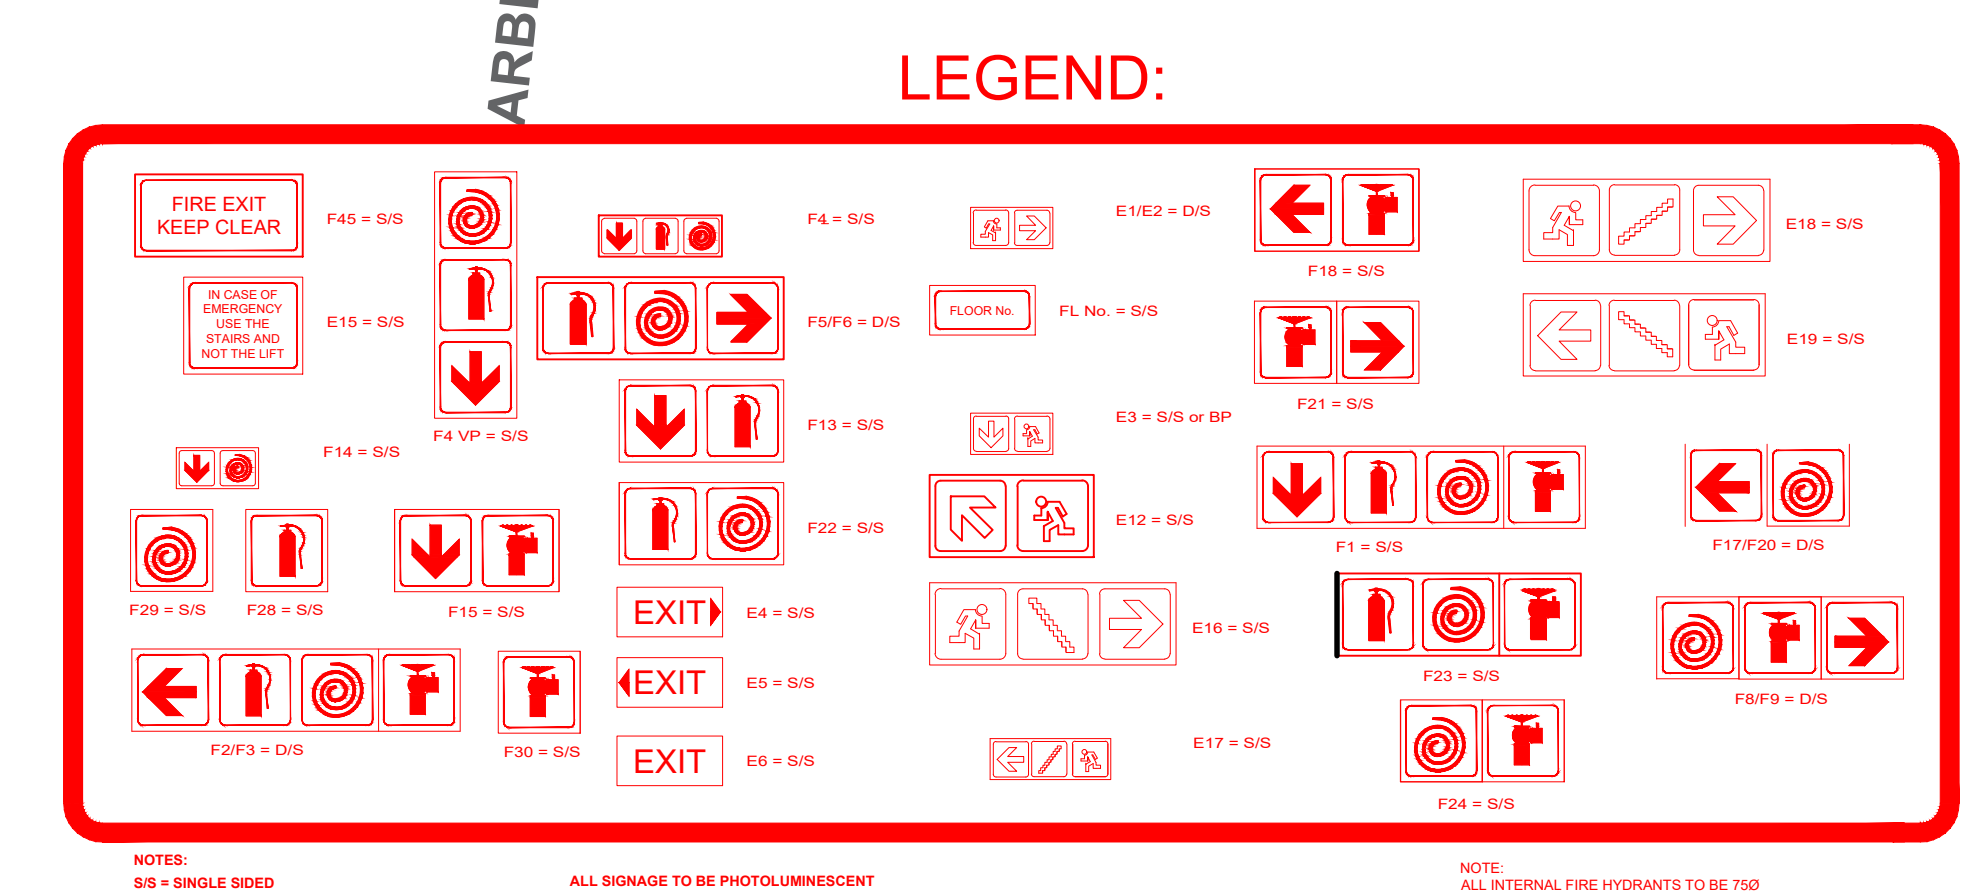 LEGEND:
FIRE EXIT
KEEP CLEAR
F45 = S/S
IN CASE OF
EMERGENCY
USE THE
STAIRS AND
NOT THE LIFT
E15 = S/S
F4 VP = S/S
F14 = S/S
F29 = S/S
F28 = S/S
F15 = S/S
F2/F3 = D/S
F30 = S/S
F4 = S/S
F5/F6 = D/S
F13 = S/S
F22 = S/S
EXIT
E4 = S/S
EXIT
E5 = S/S
EXIT
E6 = S/S
E1/E2 = D/S
FLOOR No.
FL No. = S/S
E3 = S/S or BP
E12 = S/S
E16 = S/S
E17 = S/S
F18 = S/S
F21 = S/S
F1 = S/S
F23 = S/S
F24 = S/S
E18 = S/S
E19 = S/S
F17/F20 = D/S
F8/F9 = D/S
NOTES:
S/S = SINGLE SIDED
ALL SIGNAGE TO BE PHOTOLUMINESCENT
NOTE:
ALL INTERNAL FIRE HYDRANTS TO BE 75Ø